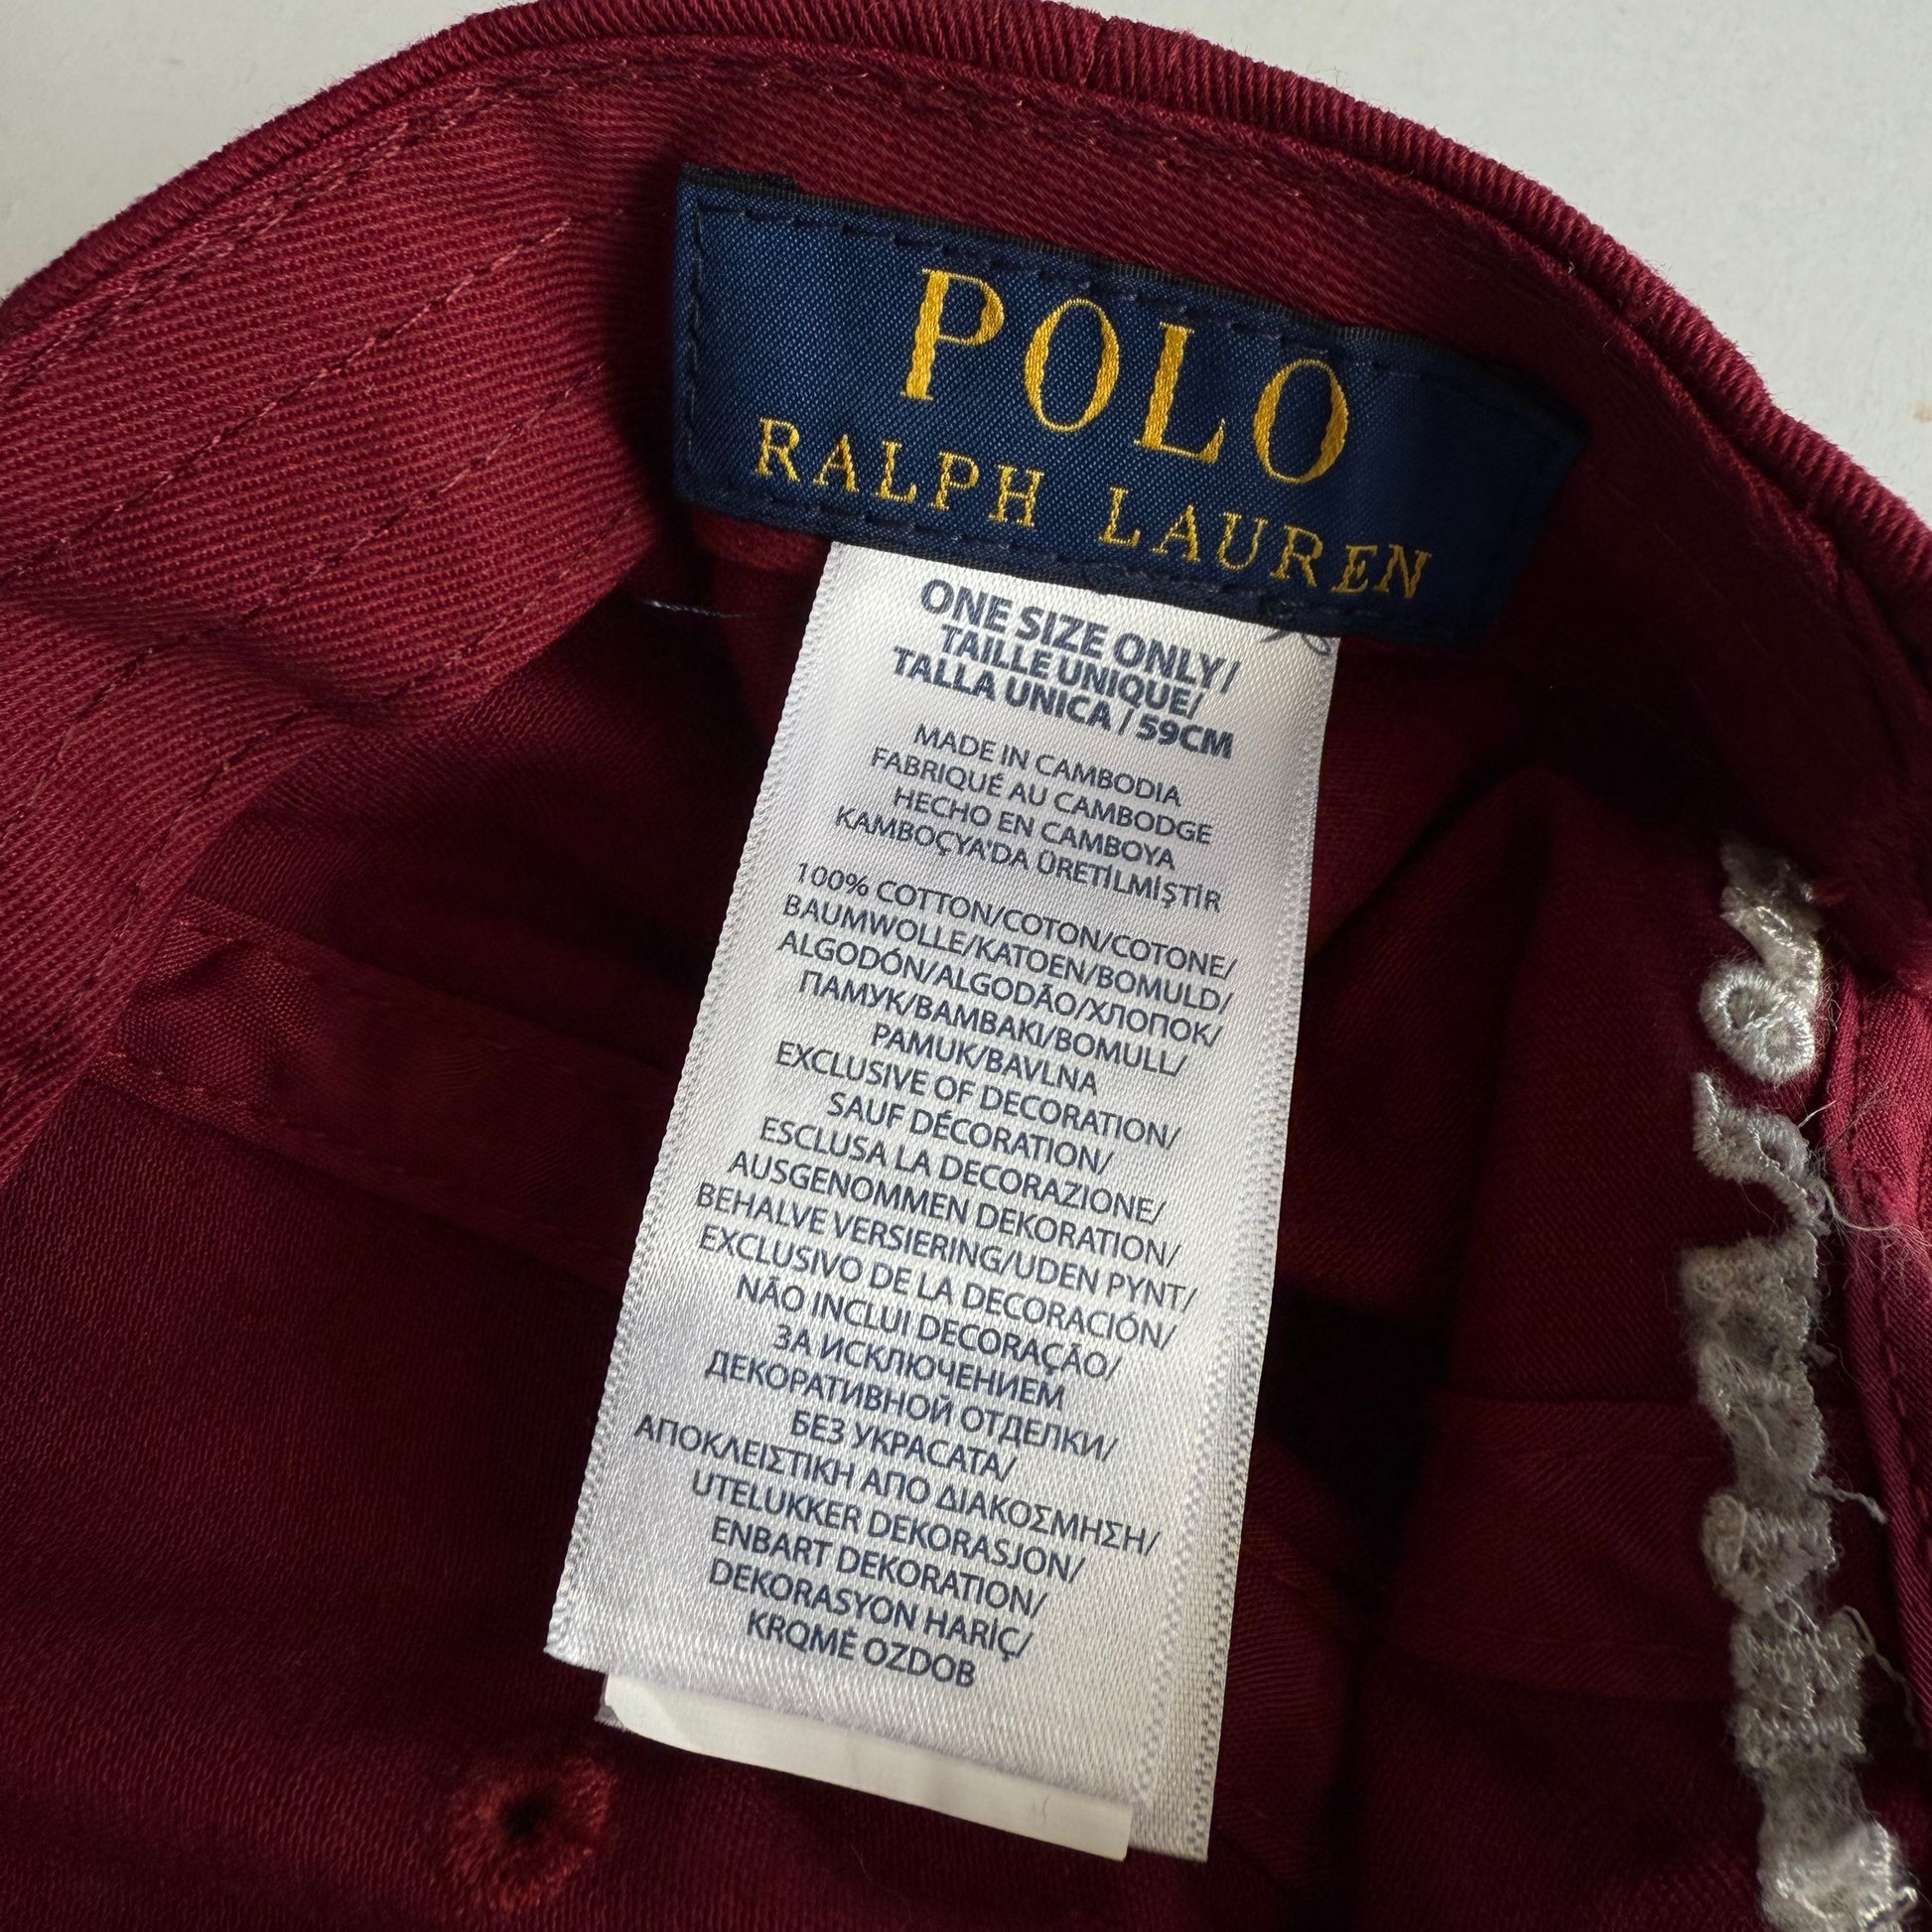 POLO
RALPH LAUREN
ONE SIZE ONLY/
TAILLE UNIQUE/
TALLA UNICA / 59CM
MADE IN CAMBODIA
FABRIQUÉ AU CAMBODGE
HECHO EN CAMBOYA
KAMBOÇYA'DA ÜRETİLMİŞTİR
100% COTTON/COTON/COTONE/
BAUMWOLLE/KATOEN/BOMULD/
ALGODÓN/ALGODÃO/ХЛОПОК/
ПАМУК/ΒΑΜΒΑΚΙ/BOMULL/
PAMUK/BAVLNA
EXCLUSIVE OF DECORATION/
SAUF DÉCORATION/
ESCLUSA LA DECORAZIONE/
AUSGENOMMEN DEKORATION/
BEHALVE VERSIERING/UDEN PYNT/
EXCLUSIVO DE LA DECORACIÓN/
NÃO INCLUI DECORAÇÃO/
ЗА ИСКЛЮЧЕНИЕМ
ДЕКОРАТИВНОЙ ОТДЕЛКИ/
БЕЗ УКРАСАТА/
ΑΠΟΚΛΕΙΣΤΙΚΗ ΑΠΟ ΔΙΑΚΟΣΜΗΣΗ/
UTELUKKER DEKORASJON/
ENBART DEKORATION/
DEKORASYON HARİÇ/
KRQMĚ OZDOB